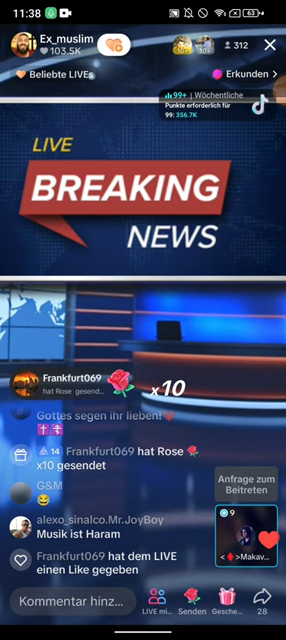 11:38
63
Ex_muslim
103.5K
312
Beliebte LIVEs
Erkunden
99+ | Wöchentliche
Punkte erforderlich für
99: 356.7K
LIVE
BREAKING
NEWS
Frankfurt069
hat Rose gesend...
x10
Gottes segen ihr lieben!
14 Frankfurt069 hat Rose
x10 gesendet
G&M
alexo_sinalco.Mr.JoyBoy
Musik ist Haram
Frankfurt069 hat dem LIVE
einen Like gegeben
Anfrage zum
Beitreten
9
<♦️>Makav...
Kommentar hinz...
LIVE mi...
Senden
Gesche...
28